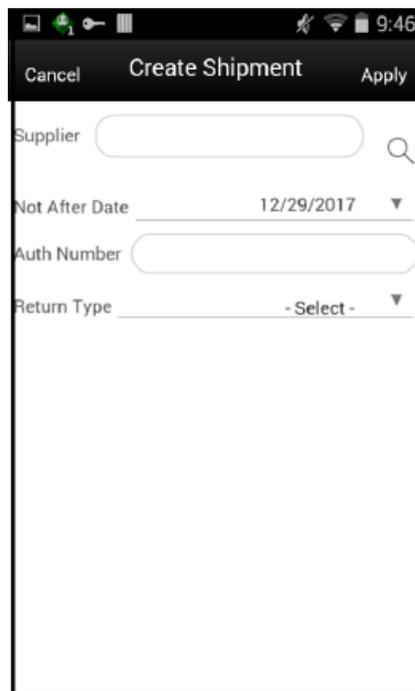 9:46
Cancel Create Shipment Apply
Supplier
Not After Date 12/29/2017
Auth Number
Return Type - Select -